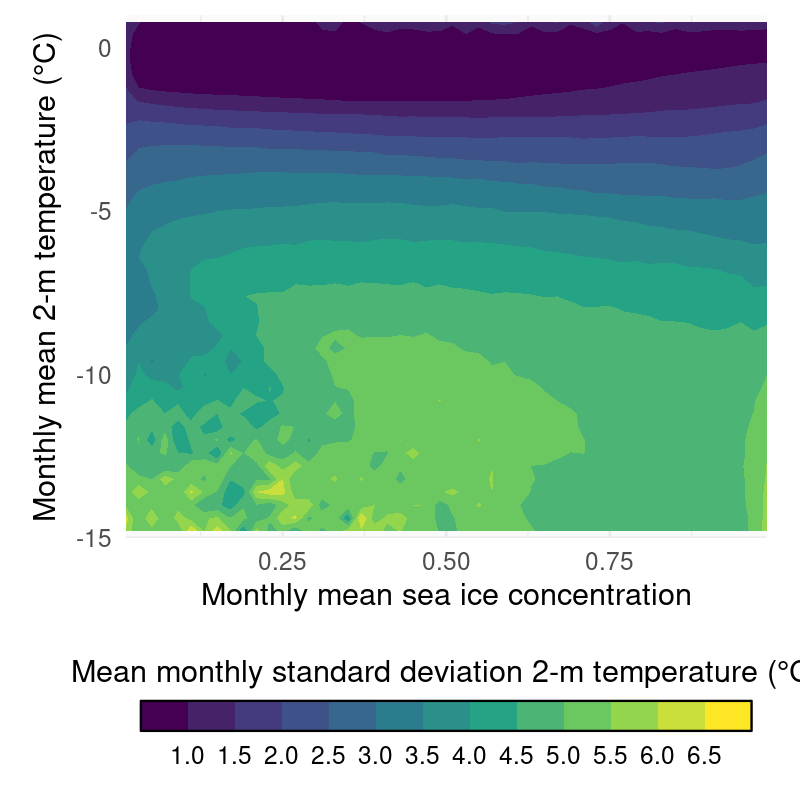 Monthly mean 2-m temperature (°C)
0
-5
-10
-15
0.25 0.50 0.75
Monthly mean sea ice concentration
Mean monthly standard deviation 2-m temperature (°C
1.0 1.5 2.0 2.5 3.0 3.5 4.0 4.5 5.0 5.5 6.0 6.5